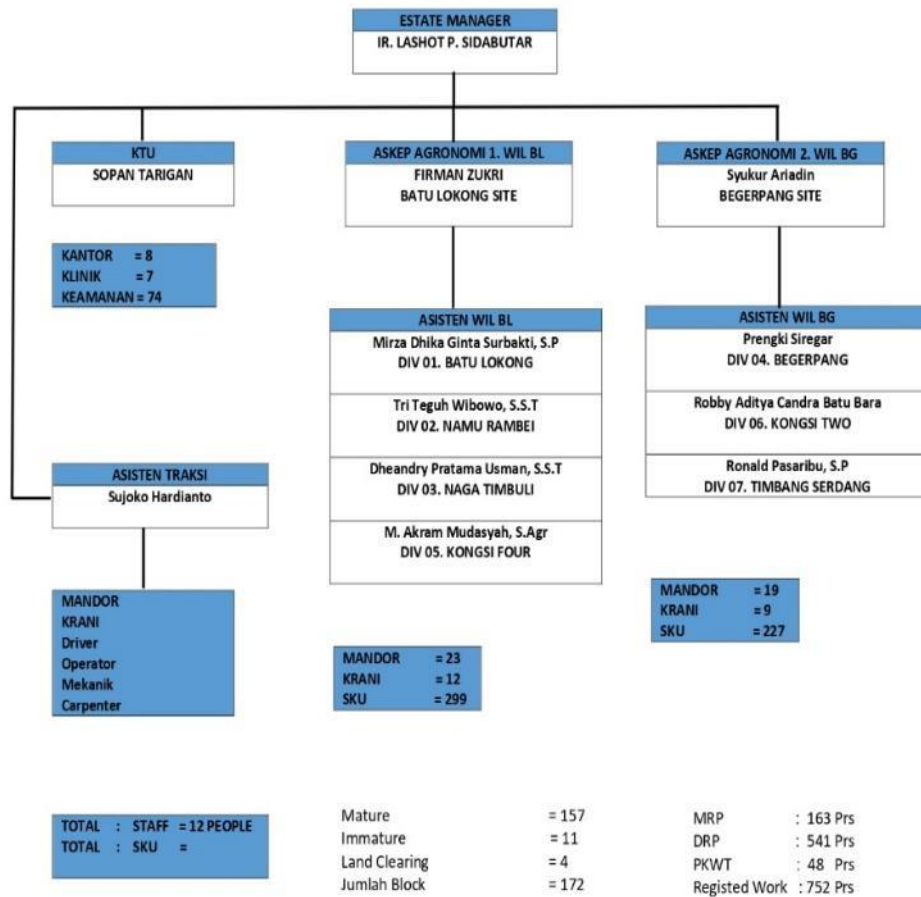 ESTATE MANAGER
IR. LASHOT P. SIDABUTAR
KTU
SOPAN TARIGAN
KANTOR = 8
KLINIK = 7
KEAMANAN = 74
ASKEP AGRONOMI 1. WIL BL
FIRMAN ZUKRI
BATU LOKONG SITE
ASKEP AGRONOMI 2. WIL BG
Syukur Ariadin
BEGERPANG SITE
ASISTEN WIL BL
Mirza Dhika Ginta Surbakti, S.P
DIV 01. BATU LOKONG
Tri Teguh Wibowo, S.S.T
DIV 02. NAMU RAMBEI
Dheandry Pratama Usman, S.S.T
DIV 03. NAGA TIMBULI
M. Akram Mudasyah, S.Agr
DIV 05. KONGSI FOUR
ASISTEN WIL BG
Prengki Siregar
DIV 04. BEGERPANG
Robby Aditya Candra Batu Bara
DIV 06. KONGSI TWO
Ronald Pasaribu, S.P
DIV 07. TIMBANG SERDANG
ASISTEN TRAKSI
Sujoko Hardianto
MANDOR
KRANI
Driver
Operator
Mekanik
Carpenter
MANDOR = 23
KRANI = 12
SKU = 299
MANDOR = 19
KRANI = 9
SKU = 227
TOTAL : STAFF = 12 PEOPLE
TOTAL : SKU =
Mature = 157
Immature = 11
Land Clearing = 4
Jumlah Block = 172
MRP : 163 Prs
DRP : 541 Prs
PKWT : 48 Prs
Registed Work : 752 Prs